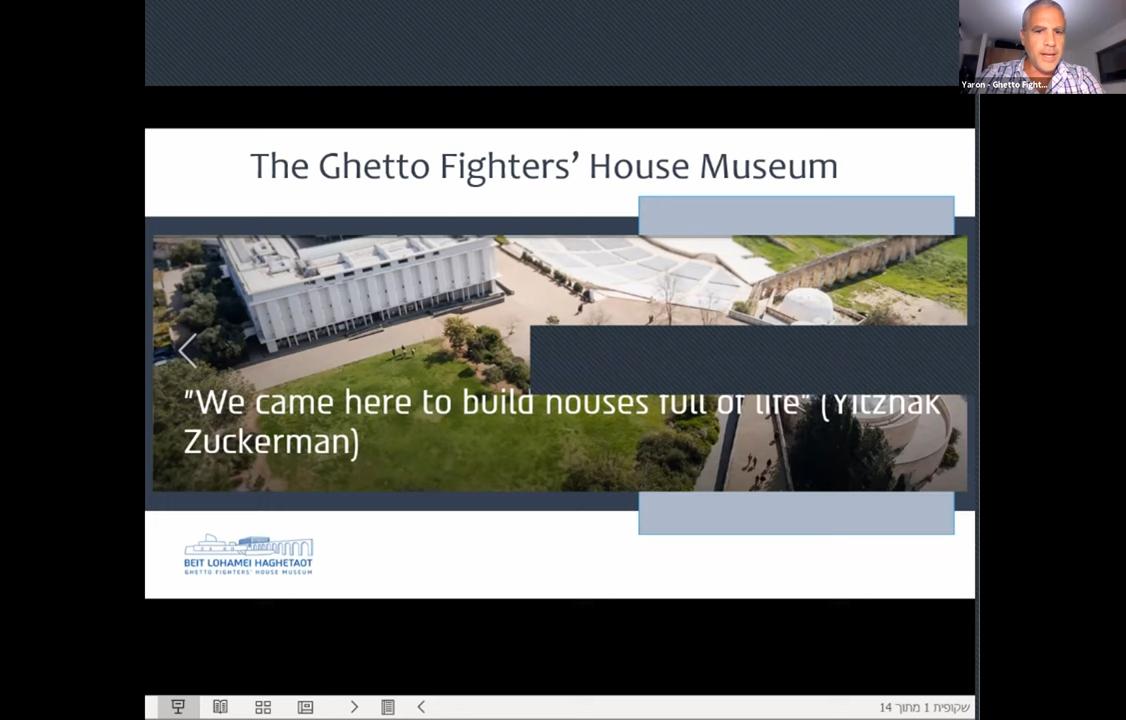 Yaron - Ghetto Fight...
The Ghetto Fighters’ House Museum
"We came here to build houses full of life" (Yitzhak
Zuckerman)
BEIT LOHAMEI HAGHETAOT
GHETTO FIGHTERS' HOUSE MUSEUM
שקופית 1 מתוך 14